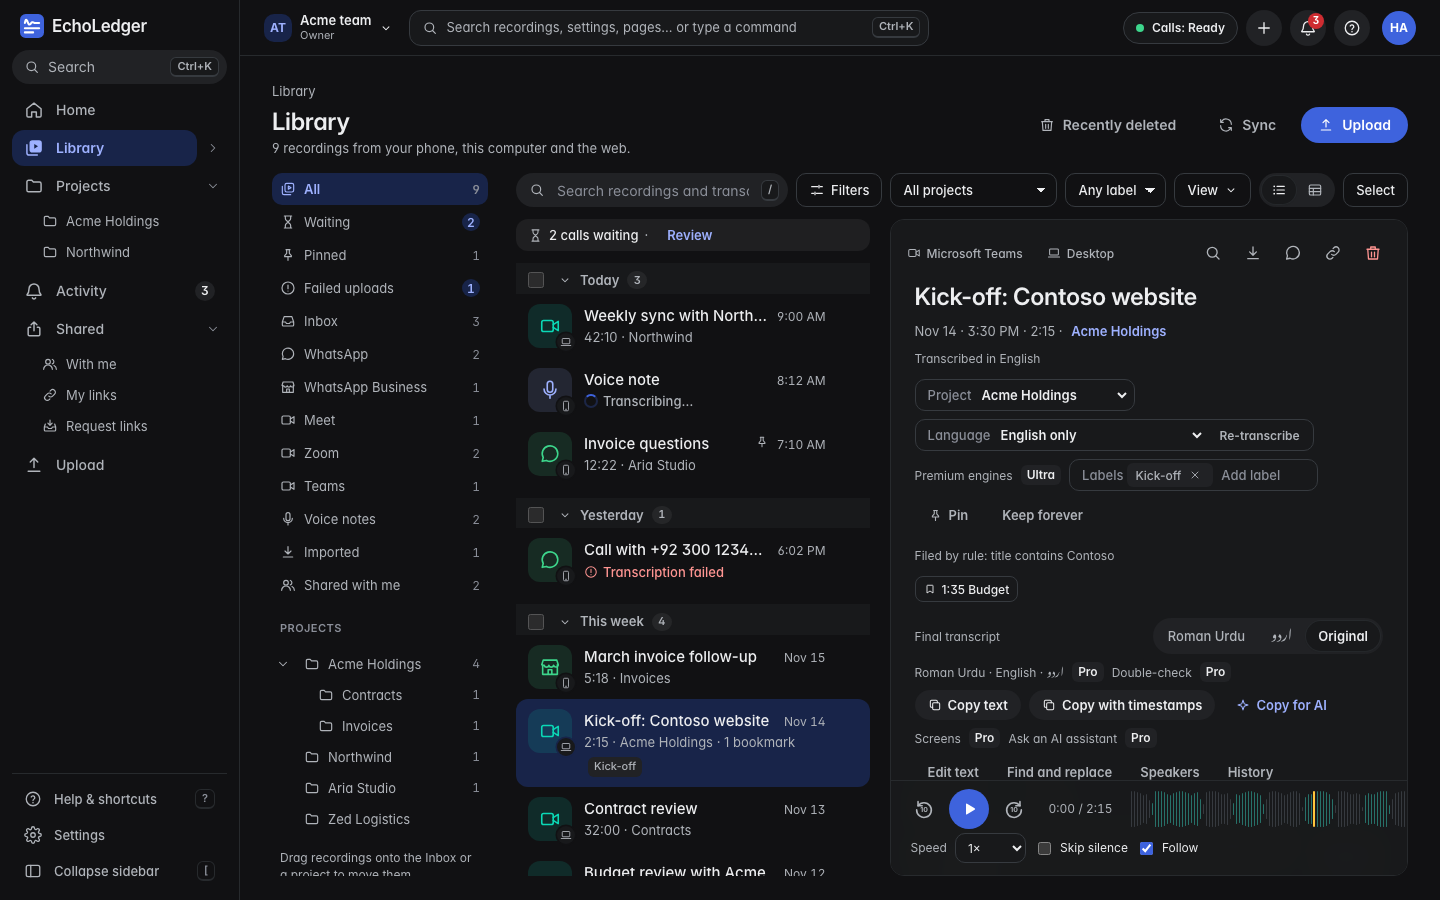 EchoLedger
Search Ctrl+K
Home
Library
Projects
Acme Holdings
Northwind
Activity 3
Shared
With me
My links
Request links
Upload
Help & shortcuts ?
Settings
Collapse sidebar [
AT Acme team
Owner
Search recordings, settings, pages... or type a command Ctrl+K
Calls: Ready
3
HA
Library
Library
9 recordings from your phone, this computer and the web.
Recently deleted
Sync
Upload
All 9
Waiting 2
Pinned 1
Failed uploads 1
Inbox 3
WhatsApp 2
WhatsApp Business 1
Meet 1
Zoom 2
Teams 1
Voice notes 2
Imported 1
Shared with me 2
PROJECTS
Acme Holdings 4
Contracts 1
Invoices 1
Northwind 1
Aria Studio 1
Zed Logistics
Drag recordings onto the Inbox or
a project to move them
Search recordings and transc /
Filters
All projects
Any label
View
Select
2 calls waiting · Review
Today 3
Weekly sync with North... 9:00 AM
42:10 · Northwind
Voice note 8:12 AM
Transcribing...
Invoice questions 7:10 AM
12:22 · Aria Studio
Yesterday 1
Call with +92 300 1234... 6:02 PM
Transcription failed
This week 4
March invoice follow-up Nov 15
5:18 · Invoices
Kick-off: Contoso website Nov 14
2:15 · Acme Holdings · 1 bookmark
Kick-off
Contract review Nov 13
32:00 · Contracts
Budget review with Acme Nov 12
Microsoft Teams Desktop
Kick-off: Contoso website
Nov 14 · 3:30 PM · 2:15 · Acme Holdings
Transcribed in English
Project Acme Holdings
Language English only Re-transcribe
Premium engines Ultra Labels Kick-off × Add label
Pin Keep forever
Filed by rule: title contains Contoso
1:35 Budget
Final transcript Roman Urdu اردو Original
Roman Urdu · English · اردو Pro Double-check Pro
Copy text Copy with timestamps Copy for AI
Screens Pro Ask an AI assistant Pro
Edit text Find and replace Speakers History
10 10 0:00 / 2:15
Speed 1× Skip silence Follow